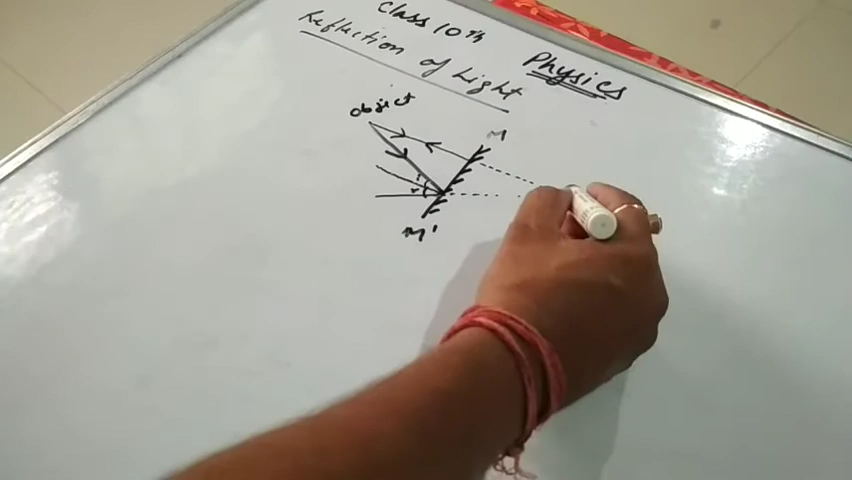 Class 10th
Reflection of Light
Physics
object
M
i
r
M'